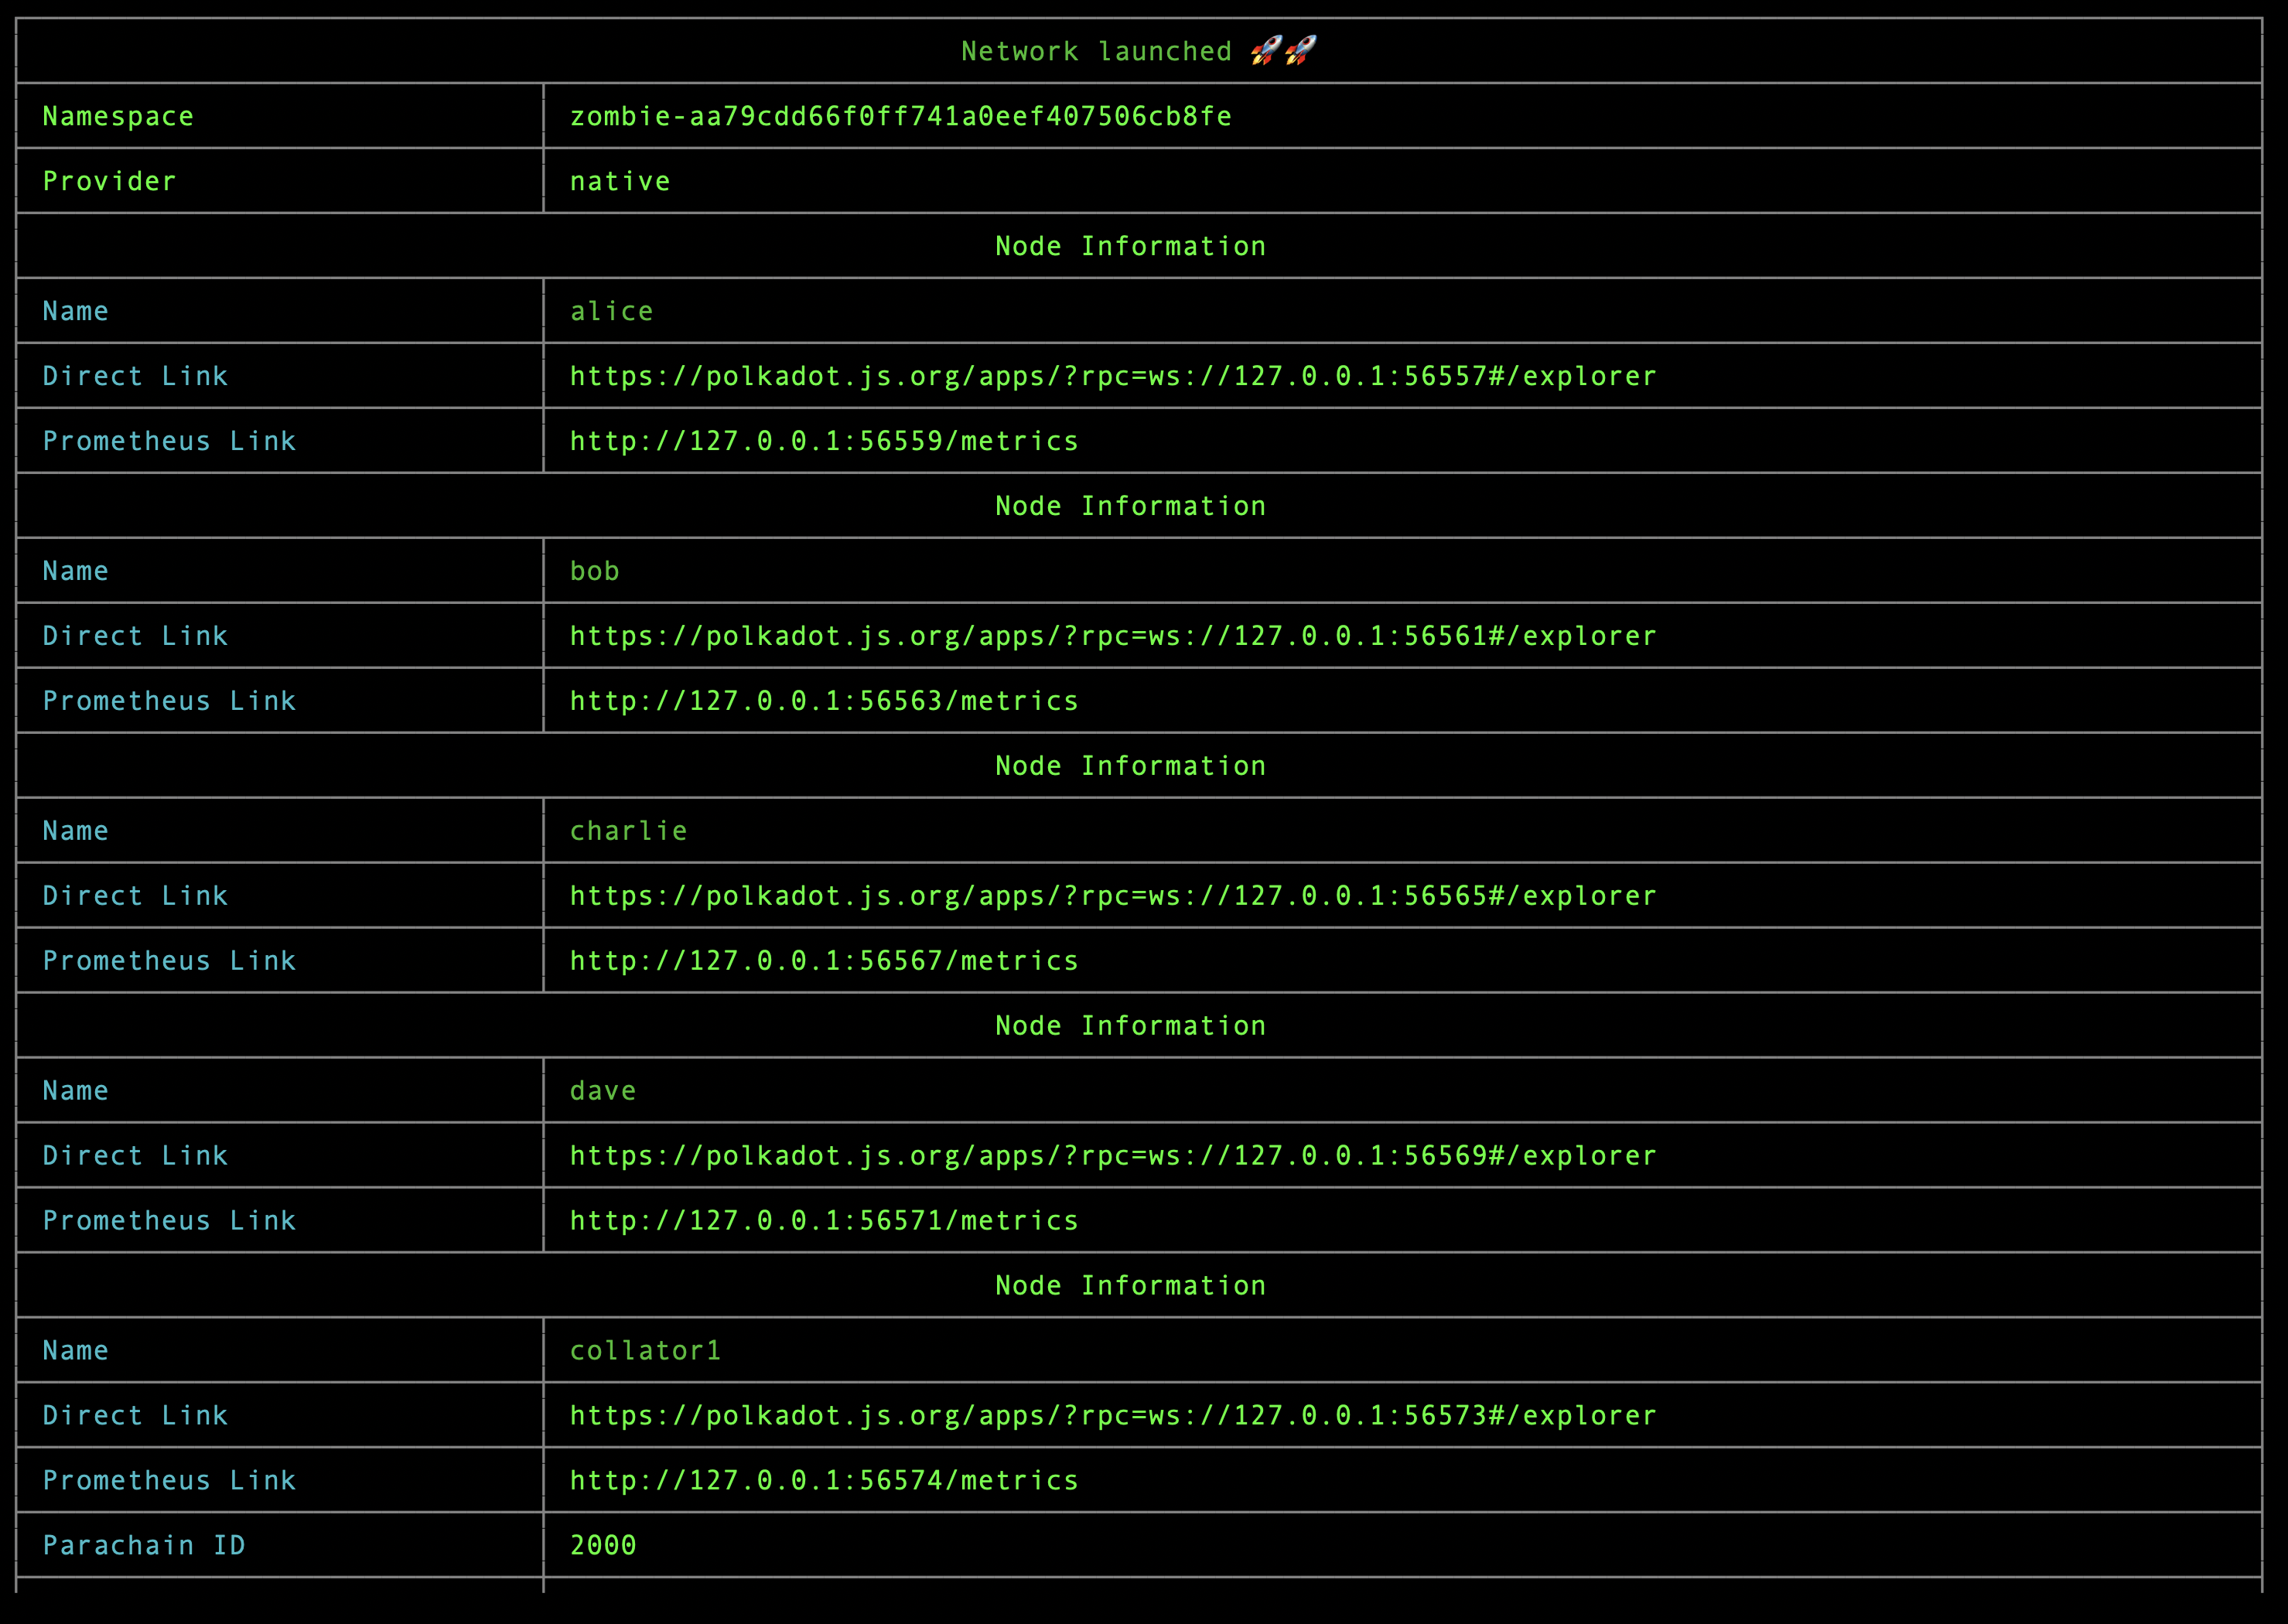 Network launched 🚀🚀
Namespace zombie-aa79cdd66f0ff741a0eef407506cb8fe
Provider native
Node Information
Name alice
Direct Link https://polkadot.js.org/apps/?rpc=ws://127.0.0.1:56557#/explorer
Prometheus Link http://127.0.0.1:56559/metrics
Node Information
Name bob
Direct Link https://polkadot.js.org/apps/?rpc=ws://127.0.0.1:56561#/explorer
Prometheus Link http://127.0.0.1:56563/metrics
Node Information
Name charlie
Direct Link https://polkadot.js.org/apps/?rpc=ws://127.0.0.1:56565#/explorer
Prometheus Link http://127.0.0.1:56567/metrics
Node Information
Name dave
Direct Link https://polkadot.js.org/apps/?rpc=ws://127.0.0.1:56569#/explorer
Prometheus Link http://127.0.0.1:56571/metrics
Node Information
Name collator1
Direct Link https://polkadot.js.org/apps/?rpc=ws://127.0.0.1:56573#/explorer
Prometheus Link http://127.0.0.1:56574/metrics
Parachain ID 2000